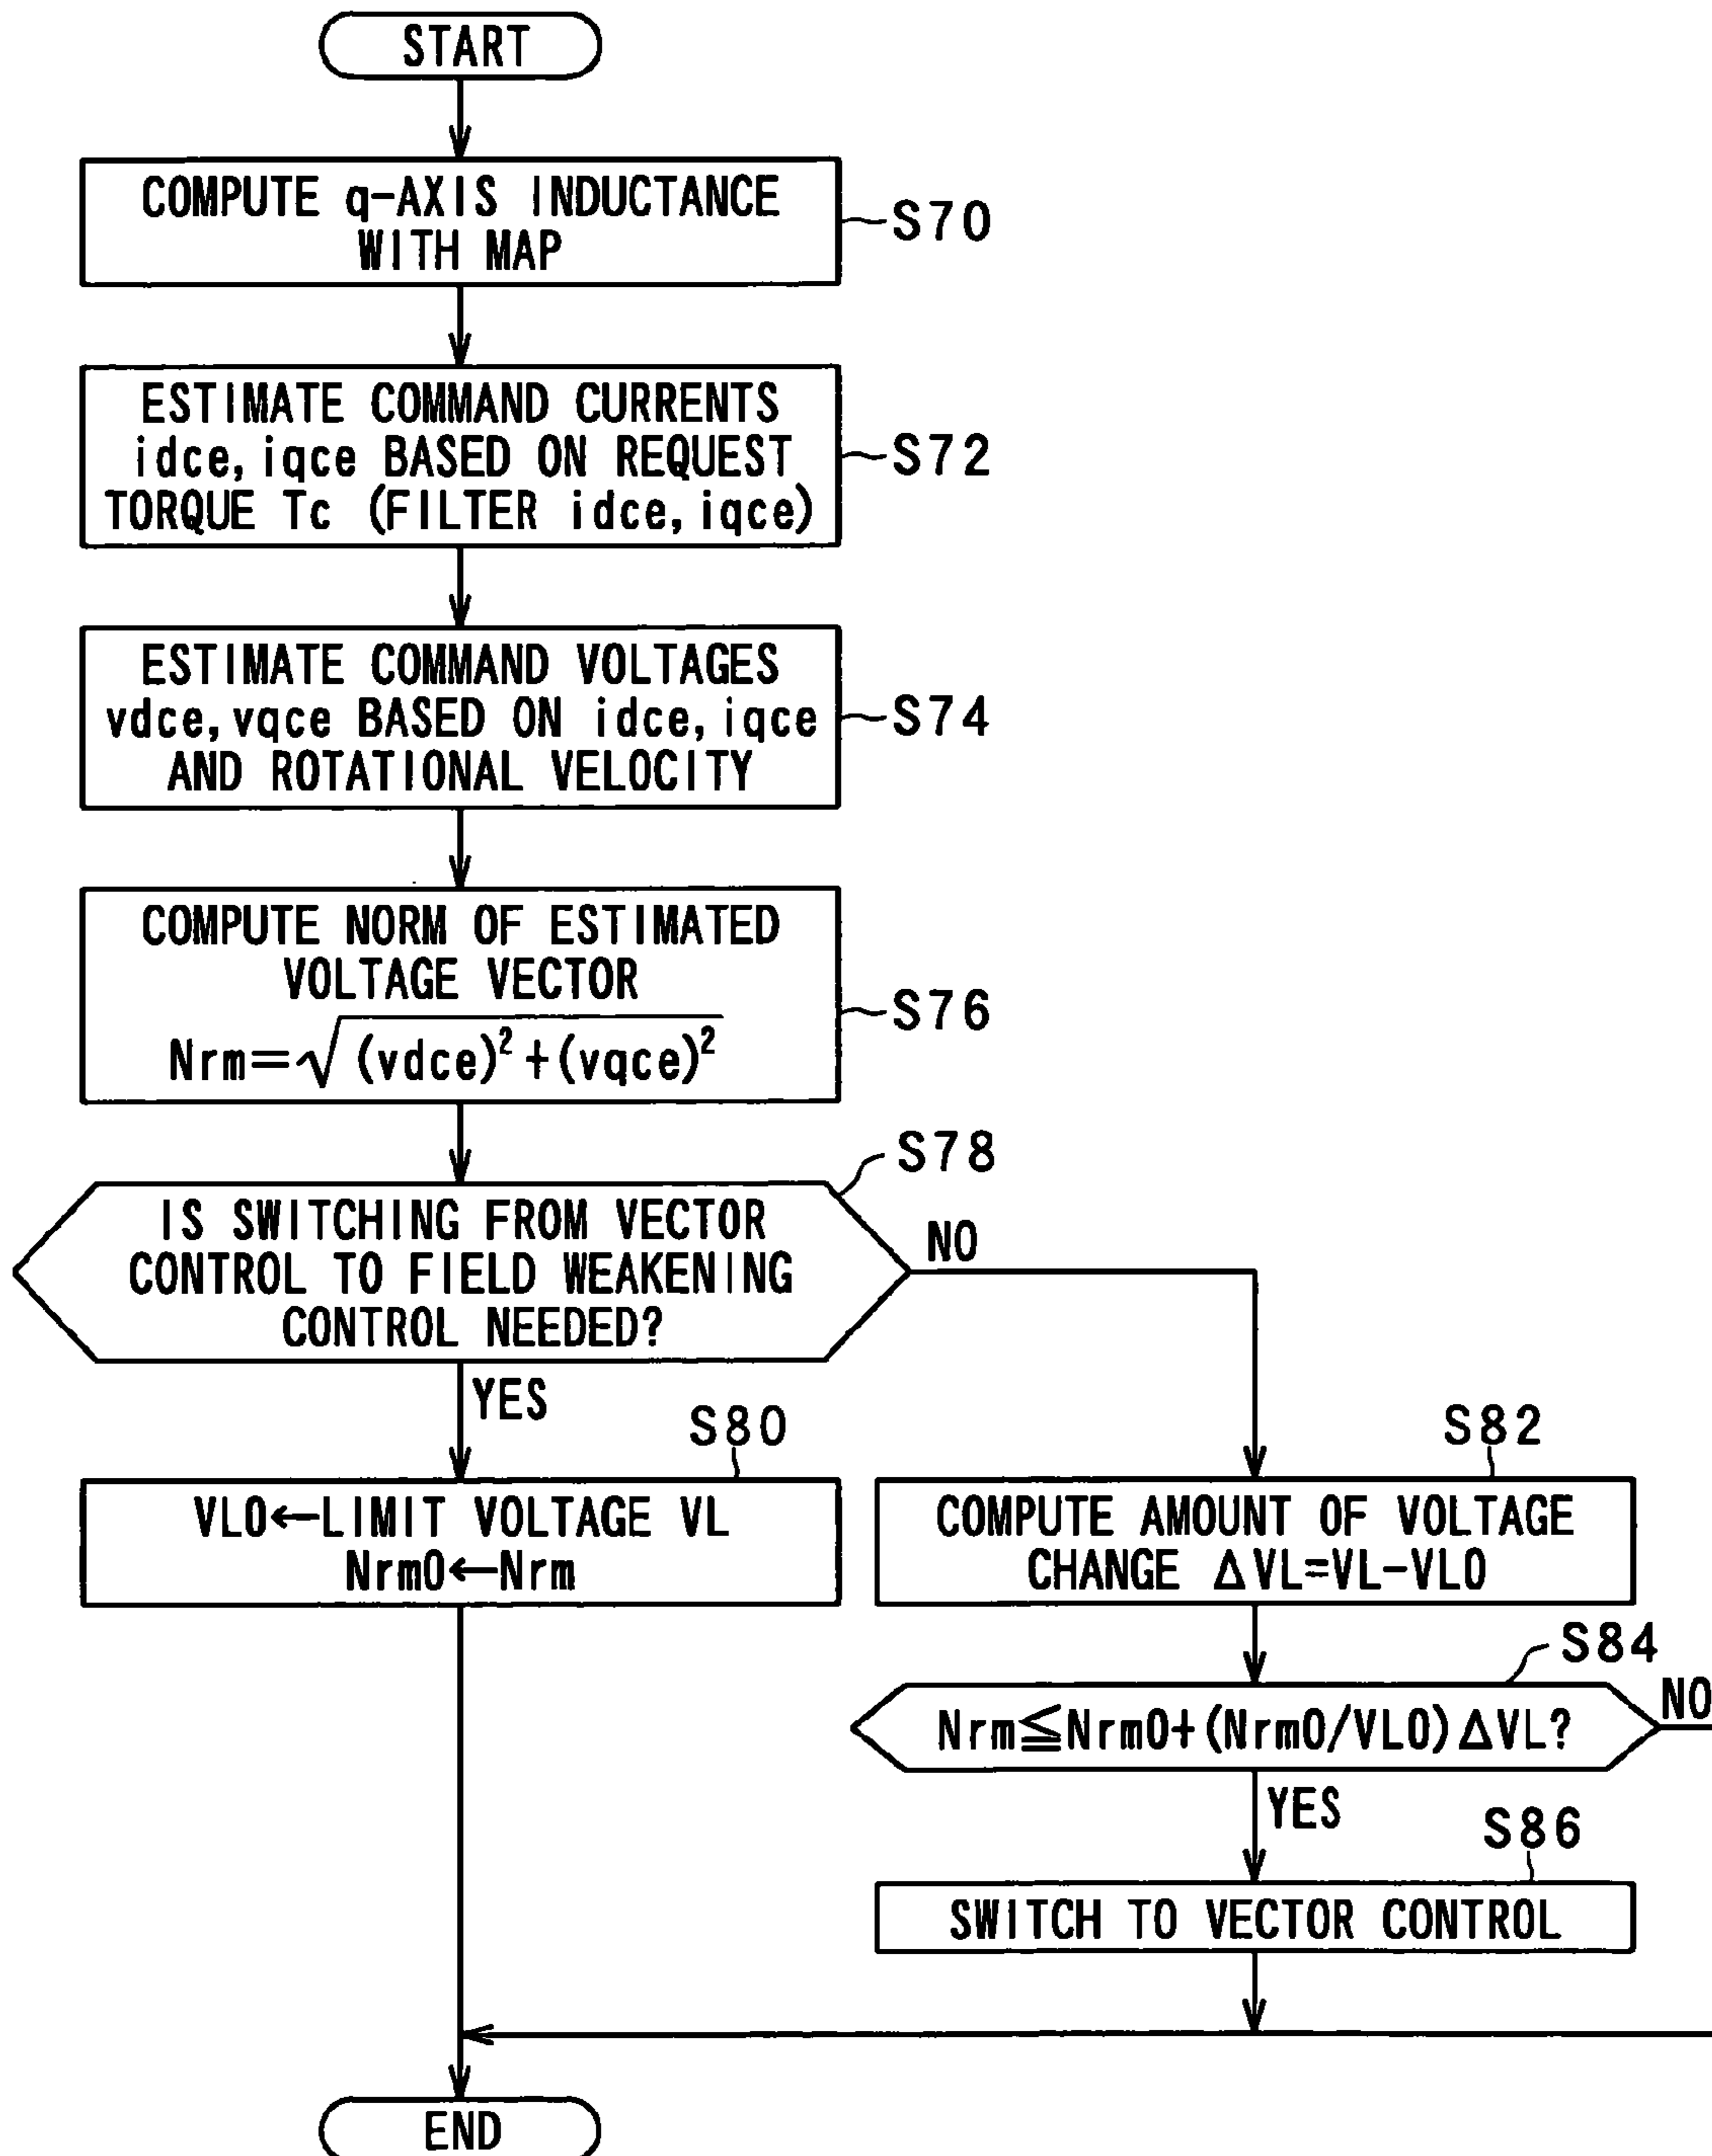 START
COMPUTE q-AXIS INDUCTANCE
WITH MAP
S70
ESTIMATE COMMAND CURRENTS
idce, iqce BASED ON REQUEST
TORQUE Tc (FILTER idce, iqce)
S72
ESTIMATE COMMAND VOLTAGES
vdce, vqce BASED ON idce, iqce
AND ROTATIONAL VELOCITY
S74
COMPUTE NORM OF ESTIMATED
VOLTAGE VECTOR
Nrm=√(vdce)²+(vqce)²
S76
S78
IS SWITCHING FROM VECTOR
CONTROL TO FIELD WEAKENING
CONTROL NEEDED?
NO
YES
S80
VL0←LIMIT VOLTAGE VL
Nrm0←Nrm
S82
COMPUTE AMOUNT OF VOLTAGE
CHANGE ΔVL=VL-VL0
S84
Nrm≦Nrm0+(Nrm0/VL0)ΔVL?
NO
YES
S86
SWITCH TO VECTOR CONTROL
END